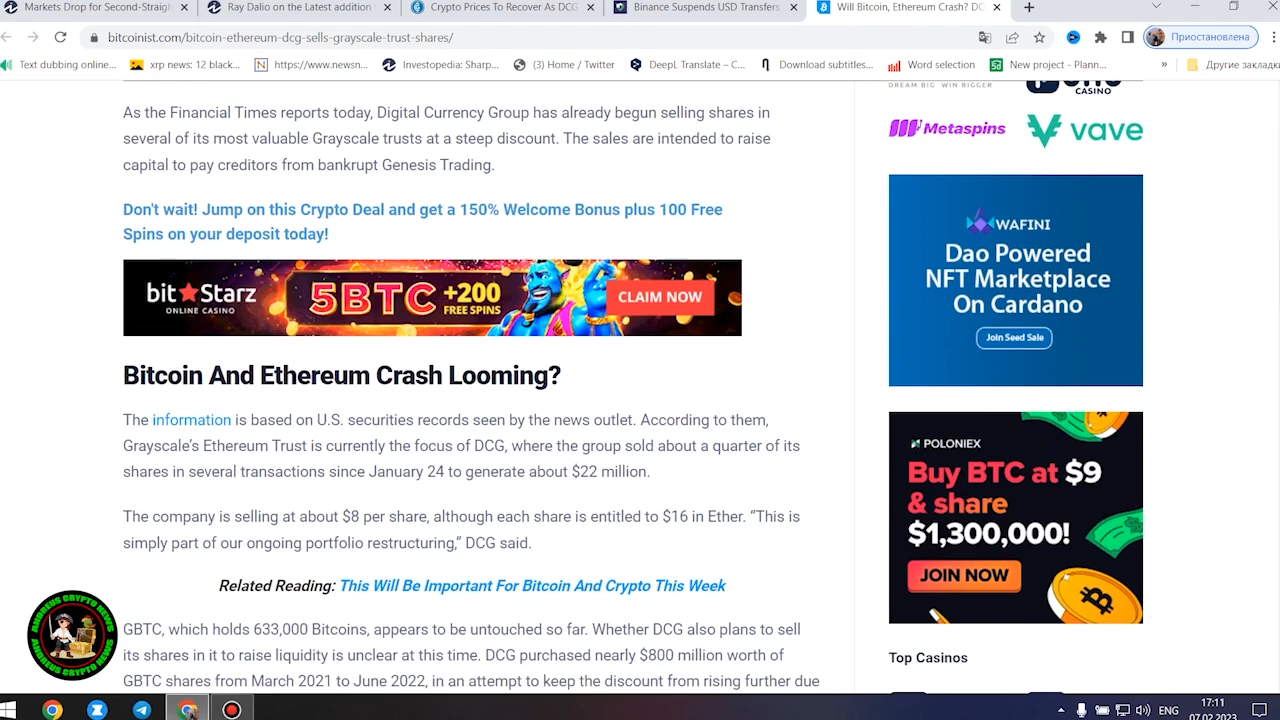 Markets Drop for Second-Straigh
Ray Dalio on the Latest addition
Crypto Prices To Recover As DCG
Binance Suspends USD Transfers
Will Bitcoin, Ethereum Crash? DC
bitcoinist.com/bitcoin-ethereum-dcg-sells-grayscale-trust-shares/
Приостановлена
Text dubbing online...
xrp news: 12 black...
https://www.newsn...
Investopedia: Sharp...
(3) Home / Twitter
DeepL Translate – C...
Download subtitles...
Word selection
New project - Plann...
»
Другие закладки
DREAM BIG. WIN BIGGER
CASINO
As the Financial Times reports today, Digital Currency Group has already begun selling shares in
several of its most valuable Grayscale trusts at a steep discount. The sales are intended to raise
capital to pay creditors from bankrupt Genesis Trading.
Metaspins
vave
Don't wait! Jump on this Crypto Deal and get a 150% Welcome Bonus plus 100 Free
Spins on your deposit today!
bitStarz
ONLINE CASINO
5BTC
+200
FREE SPINS
CLAIM NOW
WAFINI
Dao Powered
NFT Marketplace
On Cardano
Join Seed Sale
Bitcoin And Ethereum Crash Looming?
The information is based on U.S. securities records seen by the news outlet. According to them,
Grayscale's Ethereum Trust is currently the focus of DCG, where the group sold about a quarter of its
shares in several transactions since January 24 to generate about $22 million.
The company is selling at about $8 per share, although each share is entitled to $16 in Ether. “This is
simply part of our ongoing portfolio restructuring,” DCG said.
Related Reading: This Will Be Important For Bitcoin And Crypto This Week
GBTC, which holds 633,000 Bitcoins, appears to be untouched so far. Whether DCG also plans to sell
its shares in it to raise liquidity is unclear at this time. DCG purchased nearly $800 million worth of
GBTC shares from March 2021 to June 2022, in an attempt to keep the discount from rising further due
POLONIEX
Buy BTC at $9
& share
$1,300,000!
JOIN NOW
Top Casinos
ANDREUS CRYPTO NEWS
ANDREUS CRYPTO NEWS
ENG
17:11
07.02.2023